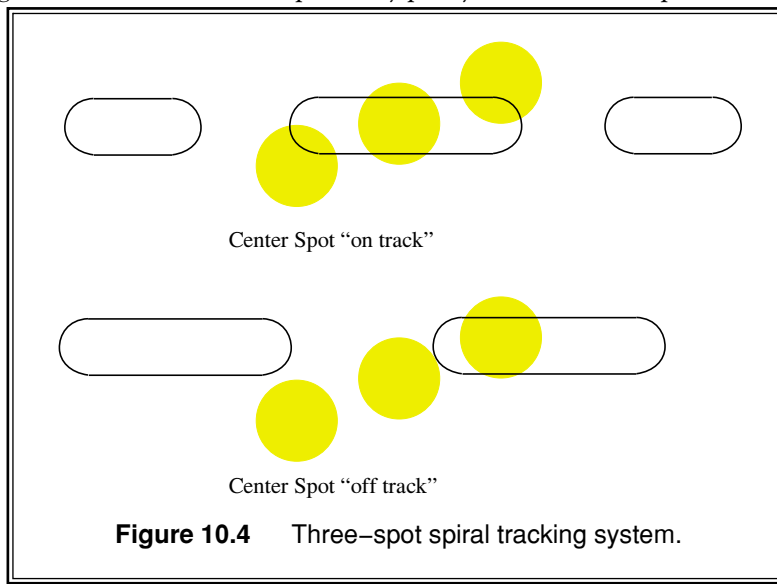 Center Spot “on track”
Center Spot “off track”
Figure 10.4 Three−spot spiral tracking system.